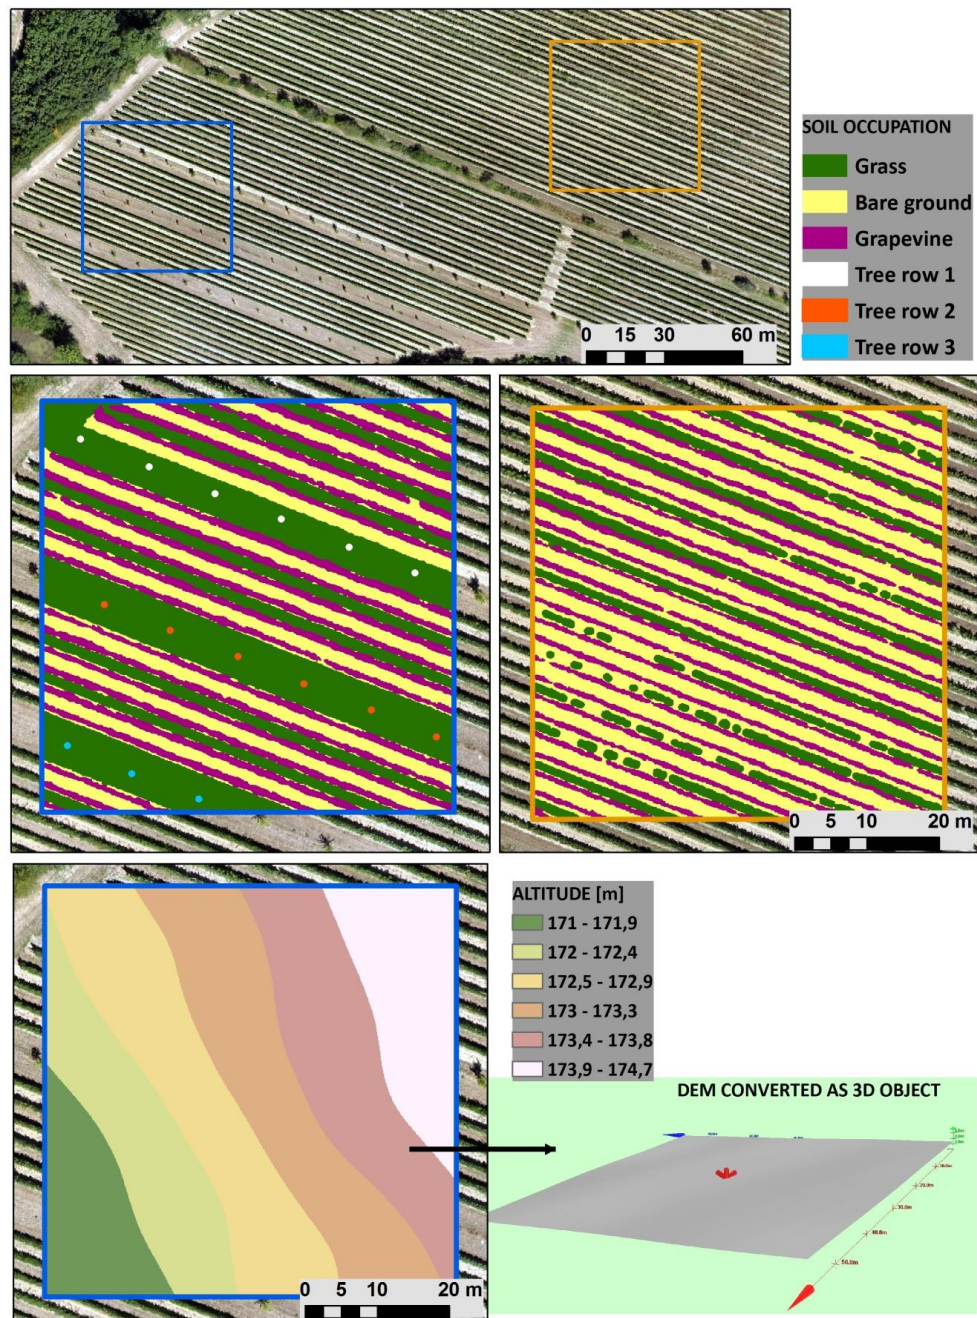 SOIL OCCUPATION
Grass
Bare ground
Grapevine
Tree row 1
Tree row 2
Tree row 3
0 15 30 60 m
0 5 10 20 m
ALTITUDE [m]
171 - 171,9
172 - 172,4
172,5 - 172,9
173 - 173,3
173,4 - 173,8
173,9 - 174,7
DEM CONVERTED AS 3D OBJECT
50.0m
0 5 10 20 m